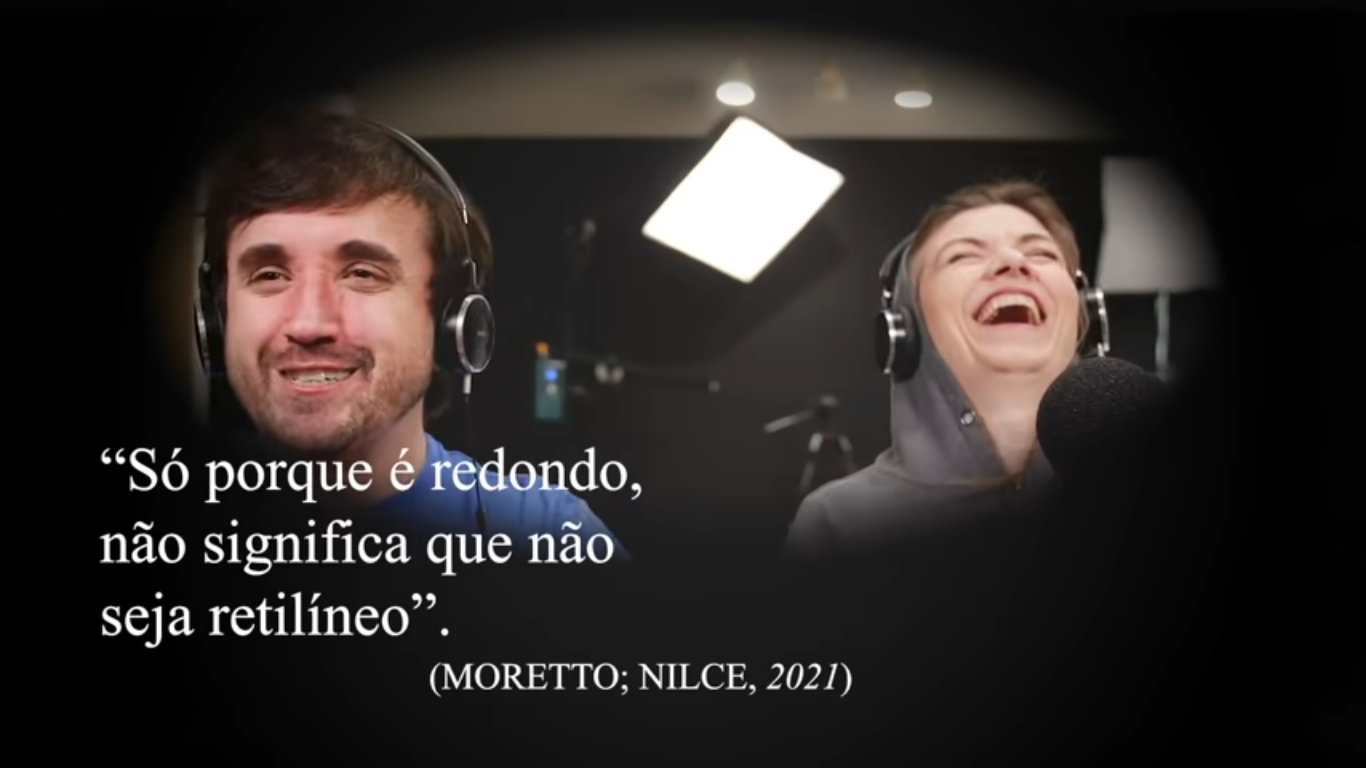 “Só porque é redondo,
não significa que não
seja retilíneo”.
(MORETTO; NILCE, 2021)